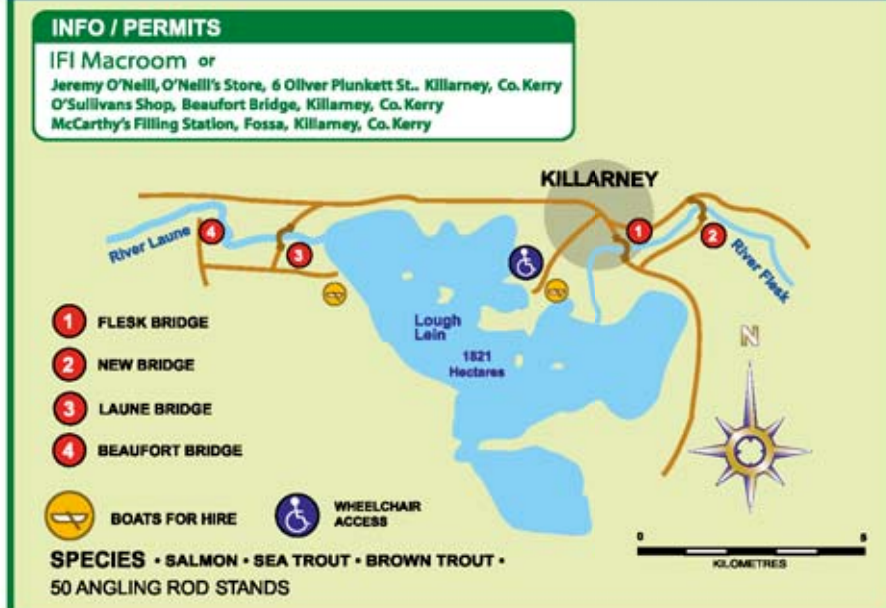 INFO / PERMITS
IFI Macroom or
Jeremy O'Neill, O'Neill's Store, 6 Oliver Plunkett St.. Killarney, Co. Kerry
O'Sullivans Shop, Beaufort Bridge, Killarney, Co. Kerry
McCarthy's Filling Station, Fossa, Killarney, Co. Kerry
KILLARNEY
River Laune
4
3
1
2
River Flesk
Lough
Lein
1821
Hectares
N
1 FLESK BRIDGE
2 NEW BRIDGE
3 LAUNE BRIDGE
4 BEAUFORT BRIDGE
BOATS FOR HIRE
WHEELCHAIR
ACCESS
0 5
KILOMETRES
SPECIES • SALMON • SEA TROUT • BROWN TROUT •
50 ANGLING ROD STANDS